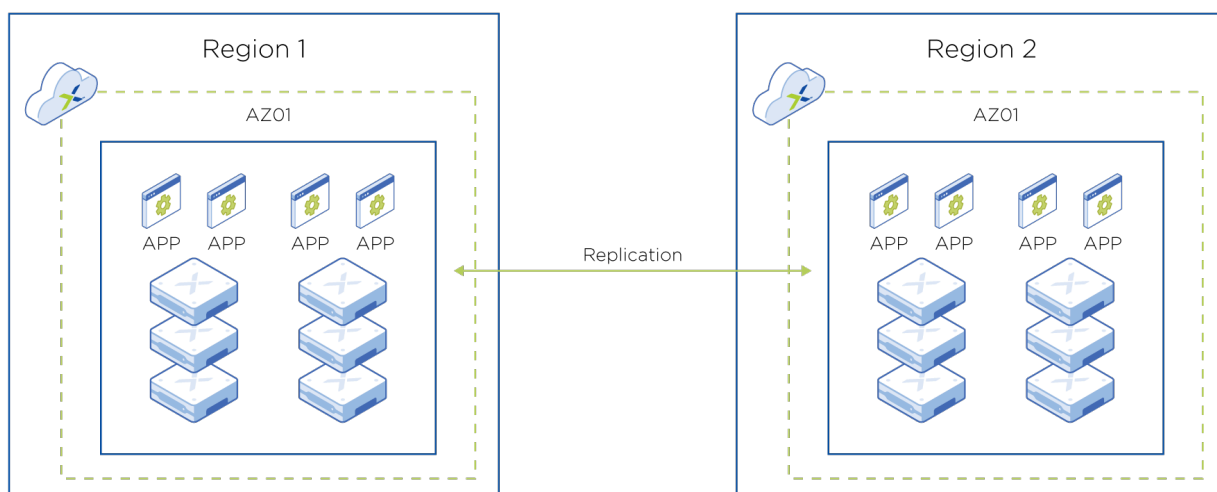 Region 1
Region 2
AZ01
AZ01
APP APP APP APP
APP APP APP APP
Replication